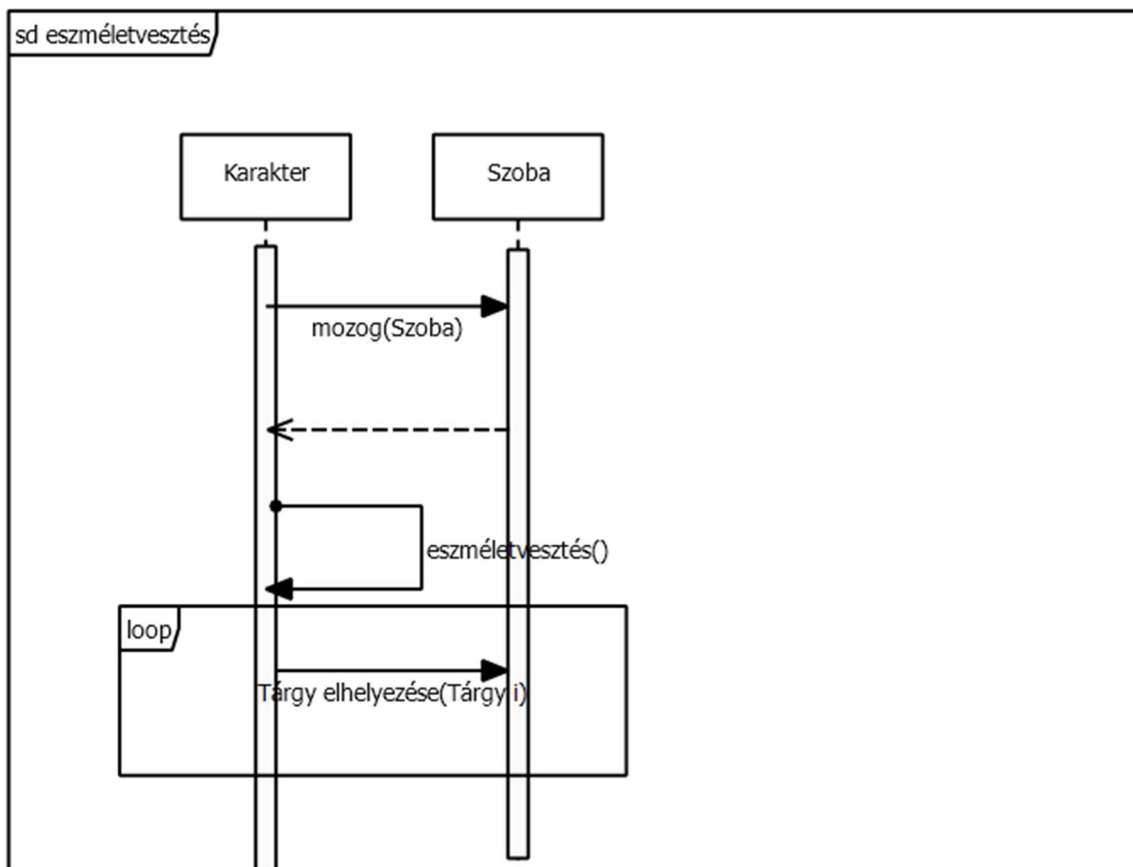 sd eszméletvesztés
Karakter
Szoba
mozog(Szoba)
eszméletvesztés()
loop
Tárgy elhelyezése(Tárgy i)